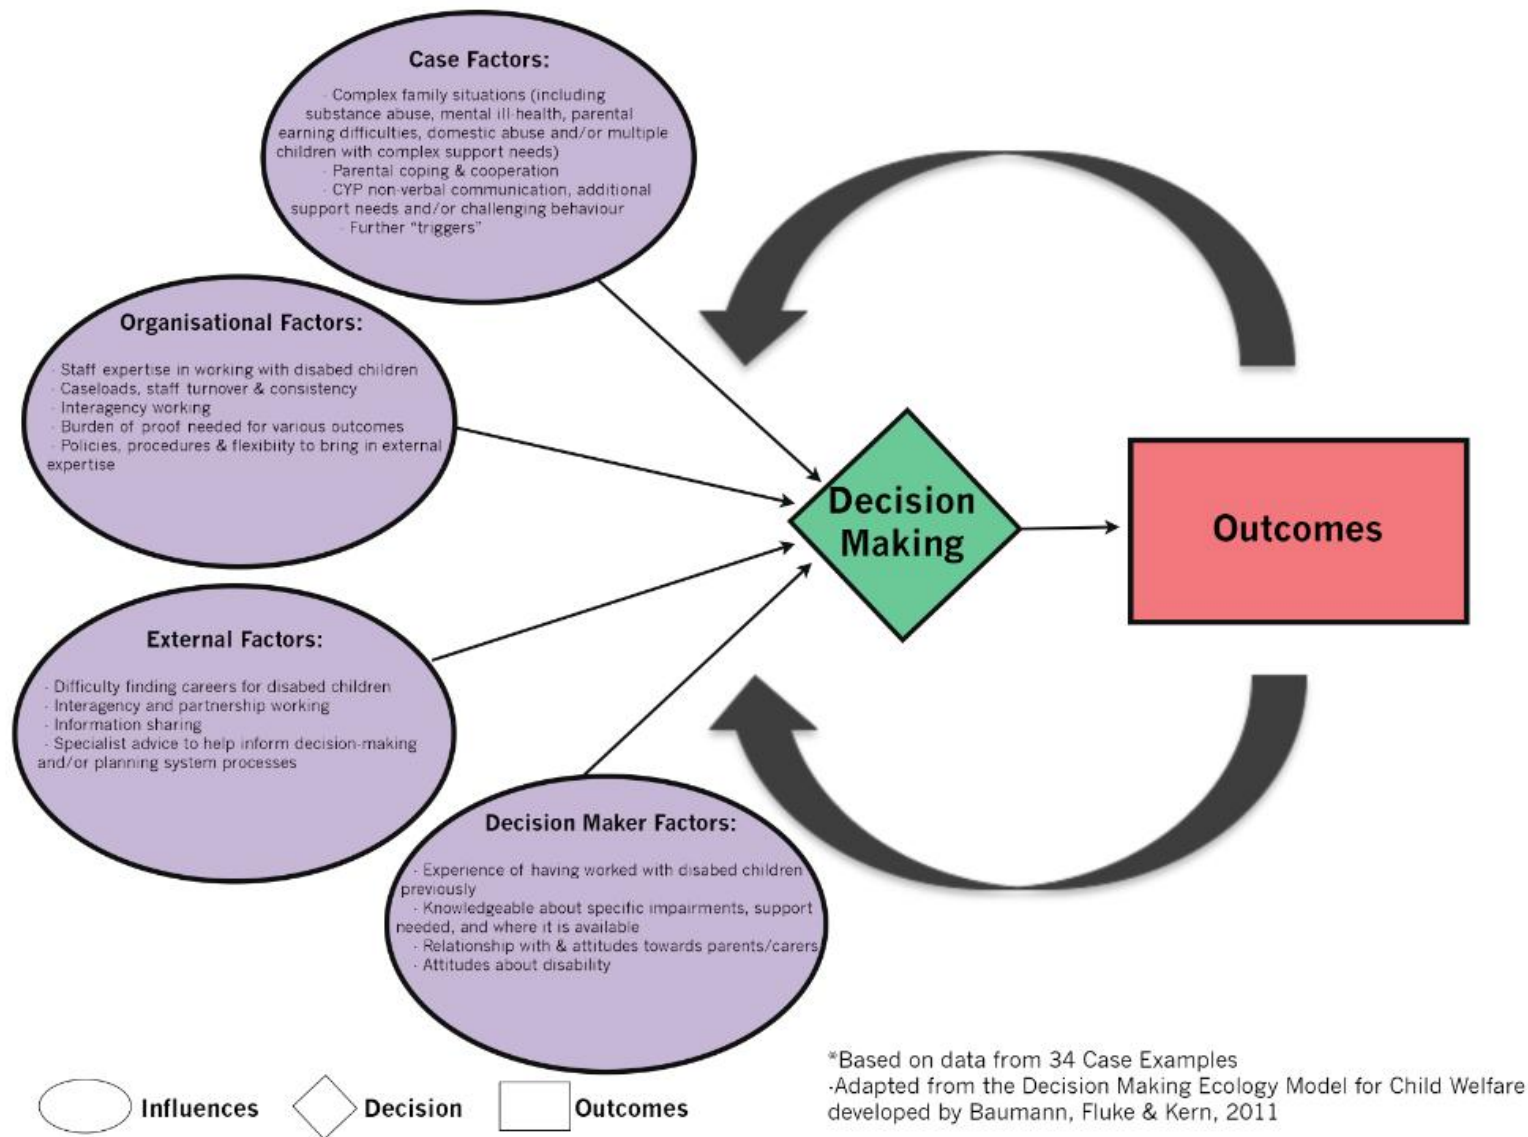 Case Factors:
- Complex family situations (including
substance abuse, mental ill-health, parental
earning difficulties, domestic abuse and/or multiple
children with complex support needs)
- Parental coping & cooperation
- CYP non-verbal communication, additional
support needs and/or challenging behaviour
- Further "triggers"
Organisational Factors:
- Staff expertise in working with disabed children
- Caseloads, staff turnover & consistency
- Interagency working
- Burden of proof needed for various outcomes
- Policies, procedures & flexibiity to bring in external
expertise
External Factors:
- Difficulty finding careers for disabed children
- Interagency and partnership working
- Information sharing
- Specialist advice to help inform decision-making
and/or planning system processes
Decision Maker Factors:
- Experience of having worked with disabed children
previously
- Knowledgeable about specific impairments, support
needed, and where it is available
- Relationship with & attitudes towards parents/carers
- Attitudes about disability
Decision
Making
Outcomes
Influences
Decision
Outcomes
*Based on data from 34 Case Examples
-Adapted from the Decision Making Ecology Model for Child Welfare
developed by Baumann, Fluke & Kern, 2011